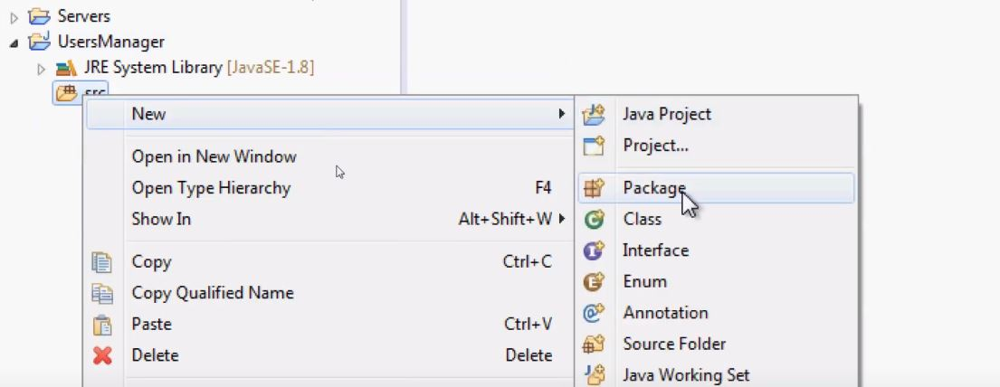 Servers
UsersManager
JRE System Library [JavaSE-1.8]
src
New
Open in New Window
Open Type Hierarchy F4
Show In Alt+Shift+W
Copy Ctrl+C
Copy Qualified Name
Paste Ctrl+V
Delete Delete
Java Project
Project...
Package
Class
Interface
Enum
Annotation
Source Folder
Java Working Set